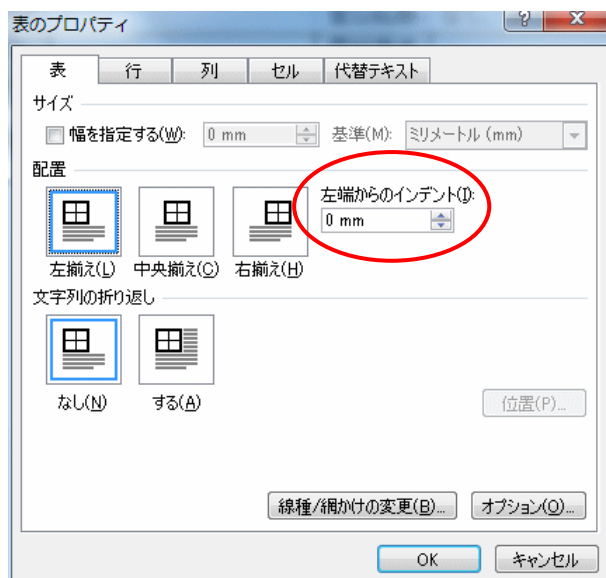 表のプロパティ
表 行 列 セル 代替テキスト
サイズ
幅を指定する(W): 0 mm 基準(M): ミリメートル (mm)
配置
左端からのインデント(I):
0 mm
左揃え(L) 中央揃え(C) 右揃え(H)
文字列の折り返し
なし(N) する(A)
位置(P)...
線種/網かけの変更(B)... オプション(O)...
OK キャンセル